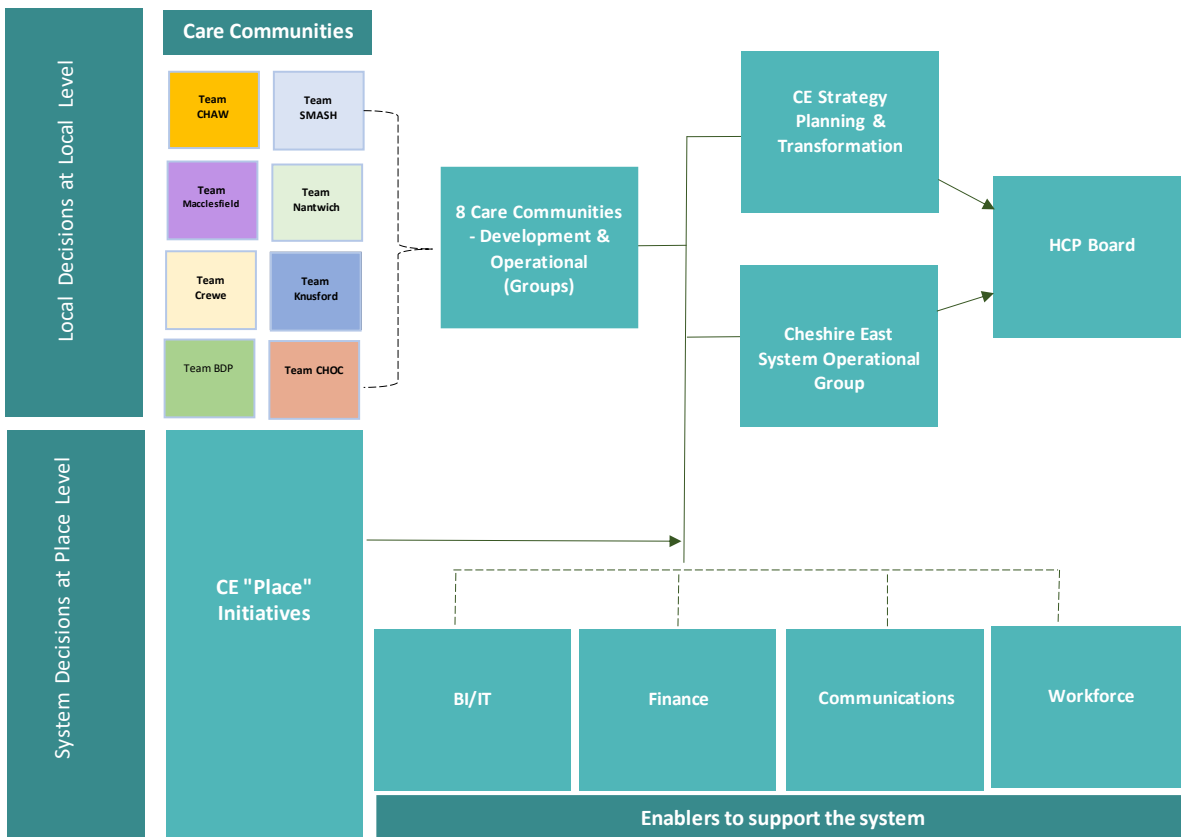 Local Decisions at Local Level
Care Communities
Team
CHAW
Team
SMASH
Team
Macclesfield
Team
Nantwich
Team
Crewe
Team
Knusford
Team BDP
Team CHOC
8 Care Communities
- Development &
Operational
(Groups)
CE Strategy
Planning &
Transformation
Cheshire East
System Operational
Group
HCP Board
System Decisions at Place Level
CE "Place"
Initiatives
BI/IT
Finance
Communications
Workforce
Enablers to support the system